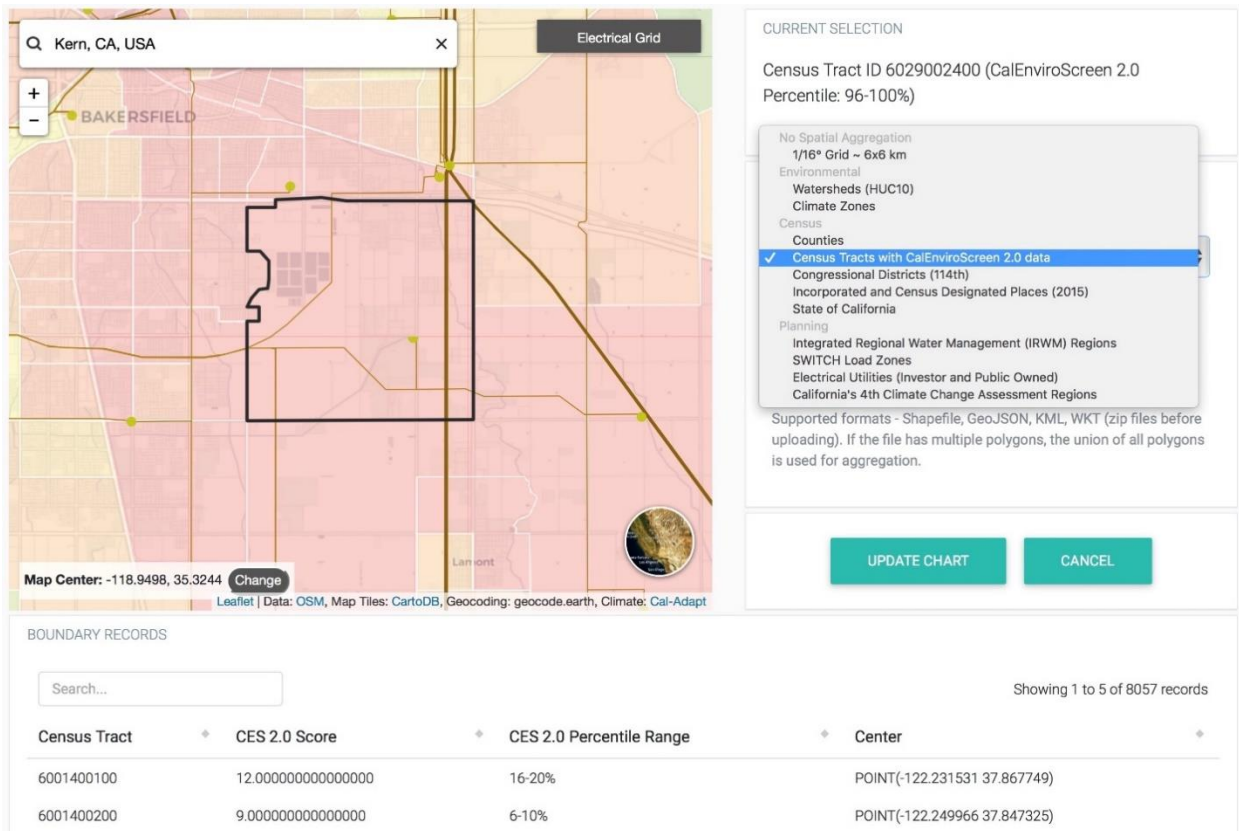 Kern, CA, USA
×
Electrical Grid
+
−
BAKERSFIELD
Lamont
Map Center: -118.9498, 35.3244 Change
Leaflet | Data: OSM, Map Tiles: CartoDB, Geocoding: geocode.earth, Climate: Cal-Adapt
CURRENT SELECTION
Census Tract ID 6029002400 (CalEnviroScreen 2.0
Percentile: 96-100%)
No Spatial Aggregation
1/16° Grid ~ 6x6 km
Environmental
Watersheds (HUC10)
Climate Zones
Census
Counties
✓ Census Tracts with CalEnviroScreen 2.0 data
Congressional Districts (114th)
Incorporated and Census Designated Places (2015)
State of California
Planning
Integrated Regional Water Management (IRWM) Regions
SWITCH Load Zones
Electrical Utilities (Investor and Public Owned)
California's 4th Climate Change Assessment Regions
Supported formats - Shapefile, GeoJSON, KML, WKT (zip files before
uploading). If the file has multiple polygons, the union of all polygons
is used for aggregation.
UPDATE CHART CANCEL
BOUNDARY RECORDS
Search...
Showing 1 to 5 of 8057 records
Census Tract CES 2.0 Score CES 2.0 Percentile Range Center
6001400100 12.000000000000000 16-20% POINT(-122.231531 37.867749)
6001400200 9.000000000000000 6-10% POINT(-122.249966 37.847325)